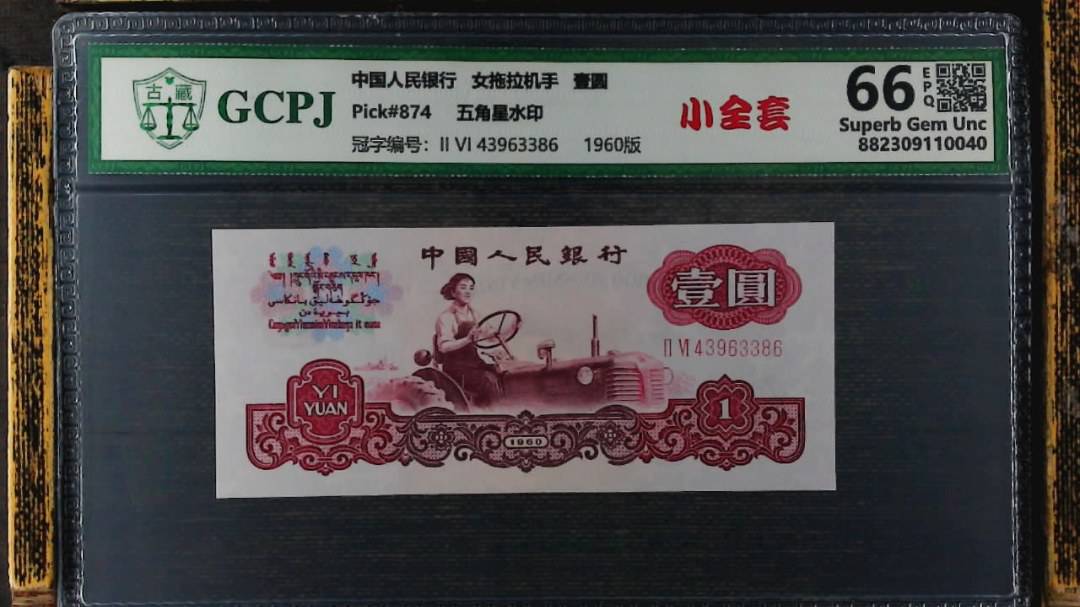 古藏
GCPJ
中国人民银行 女拖拉机手 壹圆
Pick#874 五角星水印
冠字编号: II VI 43963386 1960版
小全套
66 EPQ
Superb Gem Unc
882309110040
中國人民銀行
壹圓
II VI 43963386
YI
YUAN
1
1960